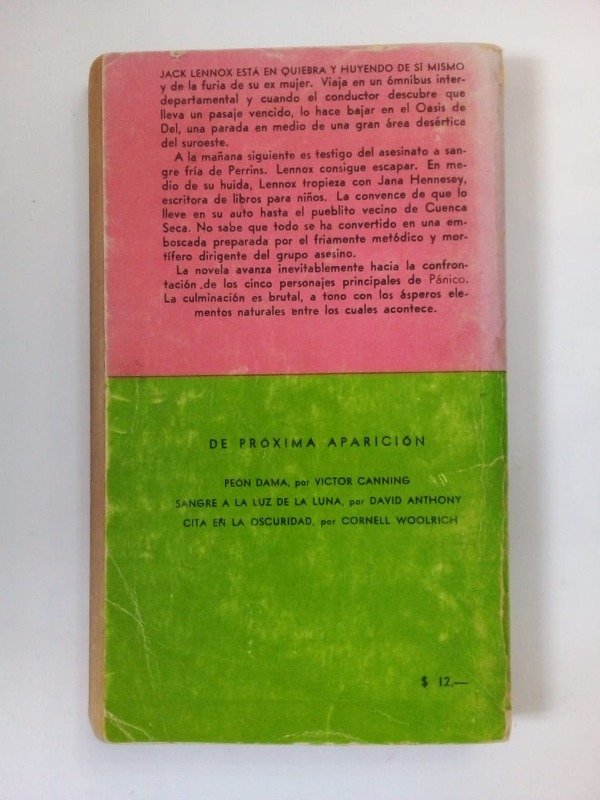 JACK LENNOX ESTÁ EN QUIEBRA Y HUYENDO DE SÍ MISMO
y de la furia de su ex mujer. Viaja en un ómnibus inter-
departamental y cuando el conductor descubre que
lleva un pasaje vencido, lo hace bajar en el Oasis de
Del, una parada en medio de una gran área desértica
del suroeste.
A la mañana siguiente es testigo del asesinato a san-
gre fría de Perrins. Lennox consigue escapar. En me-
dio de su huida, Lennox tropieza con Jana Hennesey,
escritora de libros para niños. La convence de que lo
lleve en su auto hasta el pueblito vecino de Cuenca
Seca. No sabe que todo se ha convertido en una em-
boscada preparada por el friamente metódico y mor-
tífero dirigente del grupo asesino.
La novela avanza inevitablemente hacia la confron-
tación de los cinco personajes principales de Pánico.
La culminación es brutal, a tono con los ásperos ele-
mentos naturales entre los cuales acontece.
DE PRÓXIMA APARICIÓN
PEÓN DAMA, por VICTOR CANNING
SANGRE A LA LUZ DE LA LUNA, por DAVID ANTHONY
CITA EN LA OSCURIDAD, por CORNELL WOOLRICH
$ 12.—